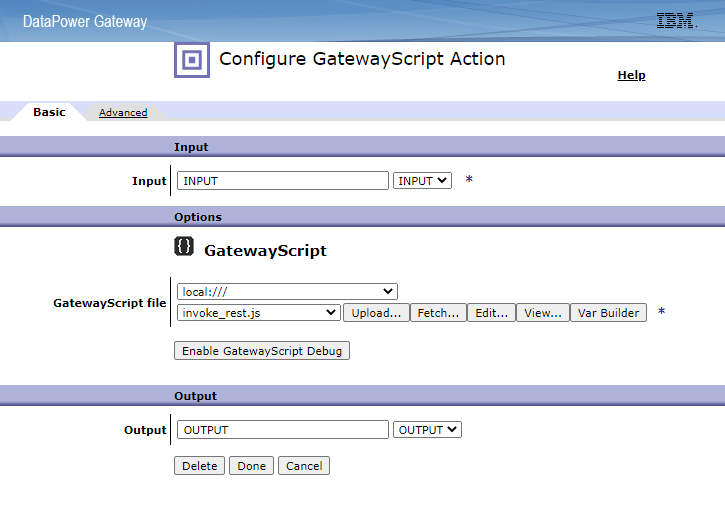 DataPower Gateway
IBM.
Configure GatewayScript Action
Help
Basic
Advanced
Input
Input INPUT INPUT *
Options
{} GatewayScript
GatewayScript file
local:///
invoke_rest.js Upload... Fetch... Edit... View... Var Builder *
Enable GatewayScript Debug
Output
Output OUTPUT OUTPUT
Delete Done Cancel